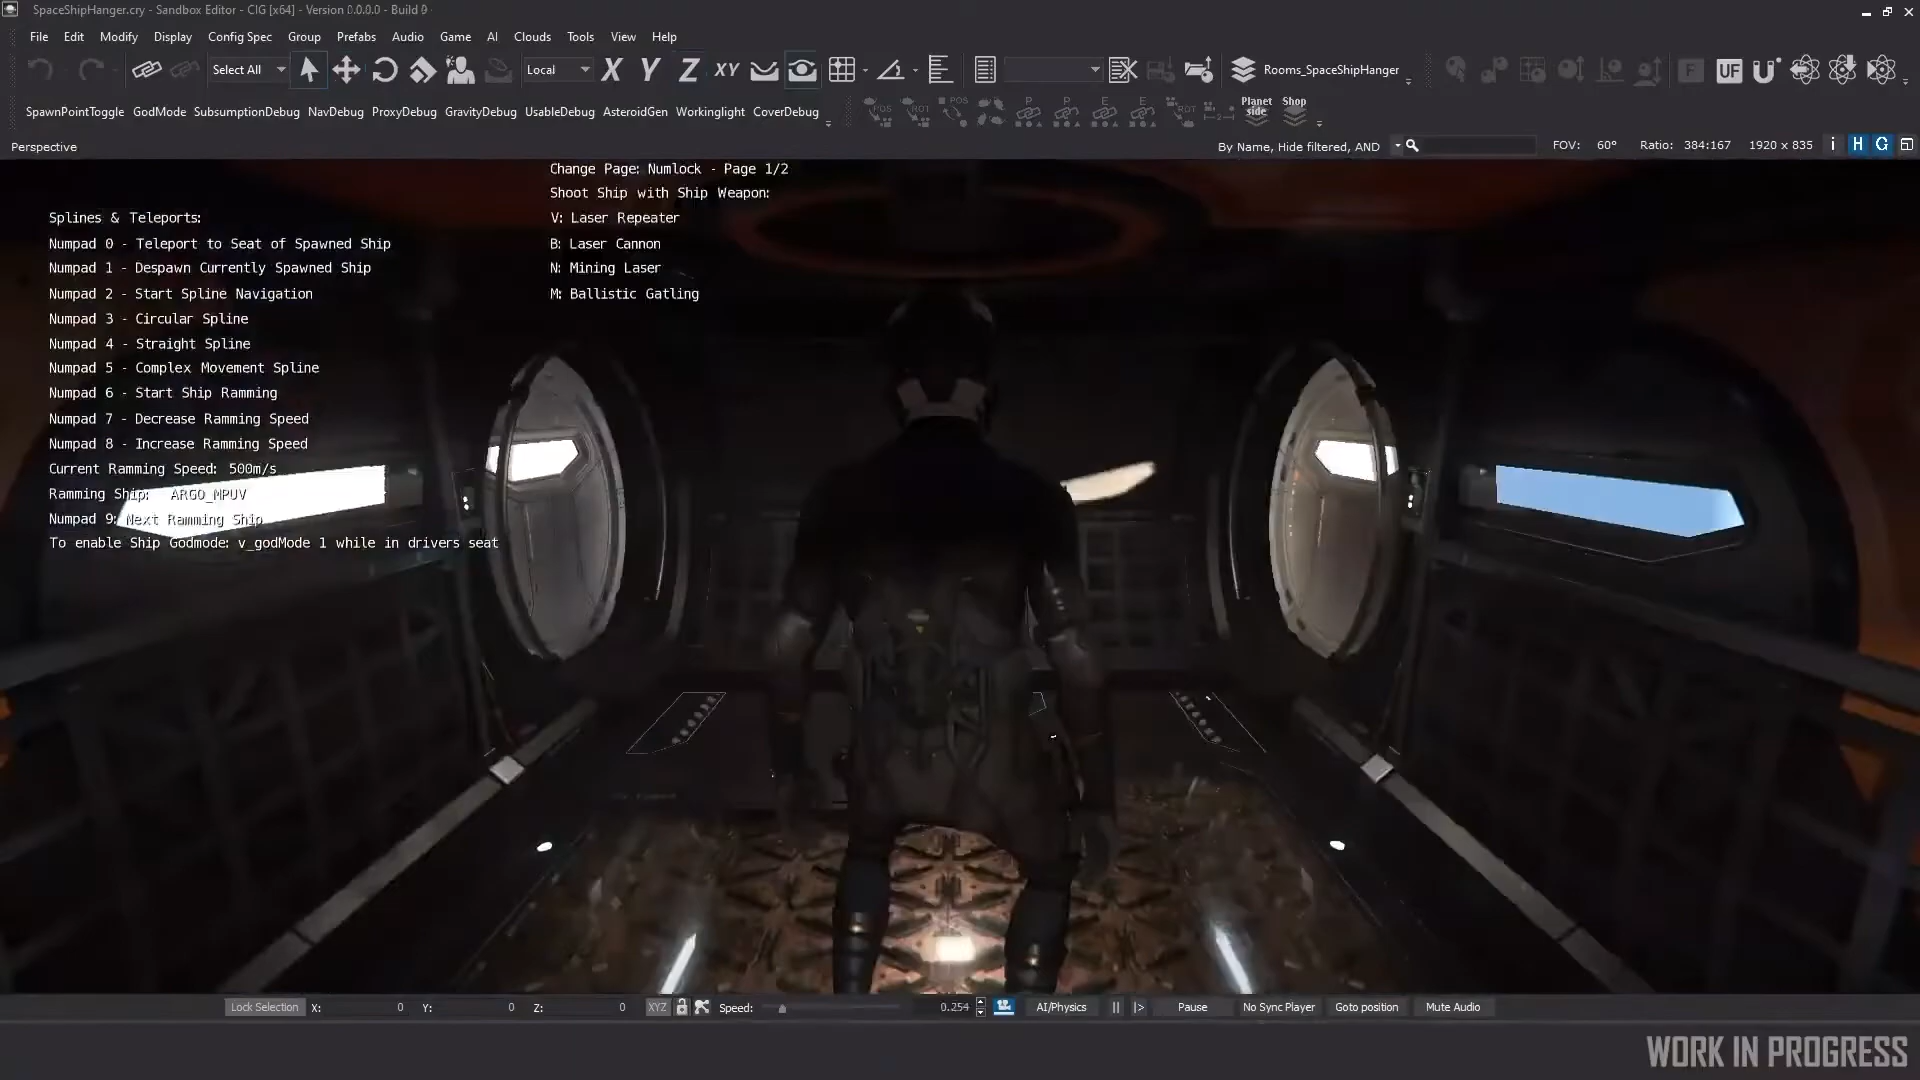 SpaceShipHanger.cry - Sandbox Editor - CIG [x64] - Version 0.0.0.0 - Build 9
File Edit Modify Display Config Spec Group Prefabs Audio Game AI Clouds Tools View Help
Select All Local X Y Z XY Rooms_SpaceShipHanger F UF
SpawnPointToggle GodMode SubsumptionDebug NavDebug ProxyDebug GravityDebug UsableDebug AsteroidGen Workinglight CoverDebug POS ROT POS P P E E ROT Planet side Shop
Perspective By Name, Hide filtered, AND FOV: 60° Ratio: 384:167 1920 x 835 i H G
Change Page: Numlock - Page 1/2
Shoot Ship with Ship Weapon:
V: Laser Repeater
B: Laser Cannon
N: Mining Laser
M: Ballistic Gatling
Splines & Teleports:
Numpad 0 - Teleport to Seat of Spawned Ship
Numpad 1 - Despawn Currently Spawned Ship
Numpad 2 - Start Spline Navigation
Numpad 3 - Circular Spline
Numpad 4 - Straight Spline
Numpad 5 - Complex Movement Spline
Numpad 6 - Start Ship Ramming
Numpad 7 - Decrease Ramming Speed
Numpad 8 - Increase Ramming Speed
Current Ramming Speed: 500m/s
Ramming Ship: ARGO_MPUV
Numpad 9: Next Ramming Ship
To enable Ship Godmode: v_godMode 1 while in drivers seat
Lock Selection X: 0 Y: 0 Z: 0 XYZ Speed: 0.254 AI/Physics Pause No Sync Player Goto position Mute Audio
WORK IN PROGRESS